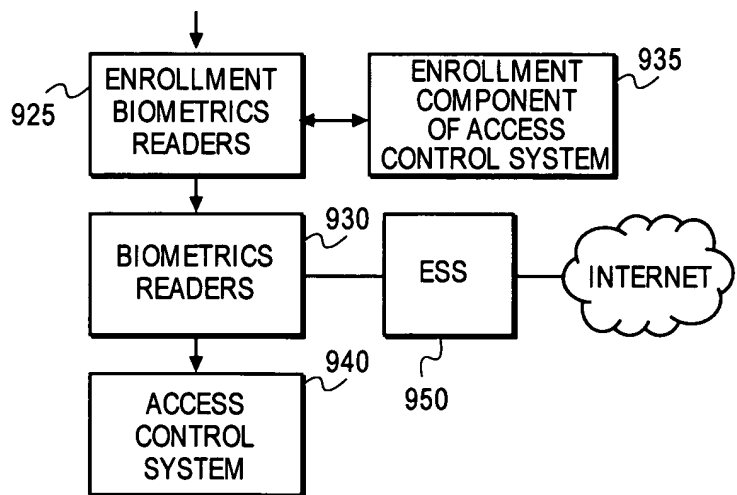 925
ENROLLMENT
BIOMETRICS
READERS
ENROLLMENT
COMPONENT
OF ACCESS
CONTROL SYSTEM
935
BIOMETRICS
READERS
930
ESS
950
INTERNET
ACCESS
CONTROL
SYSTEM
940